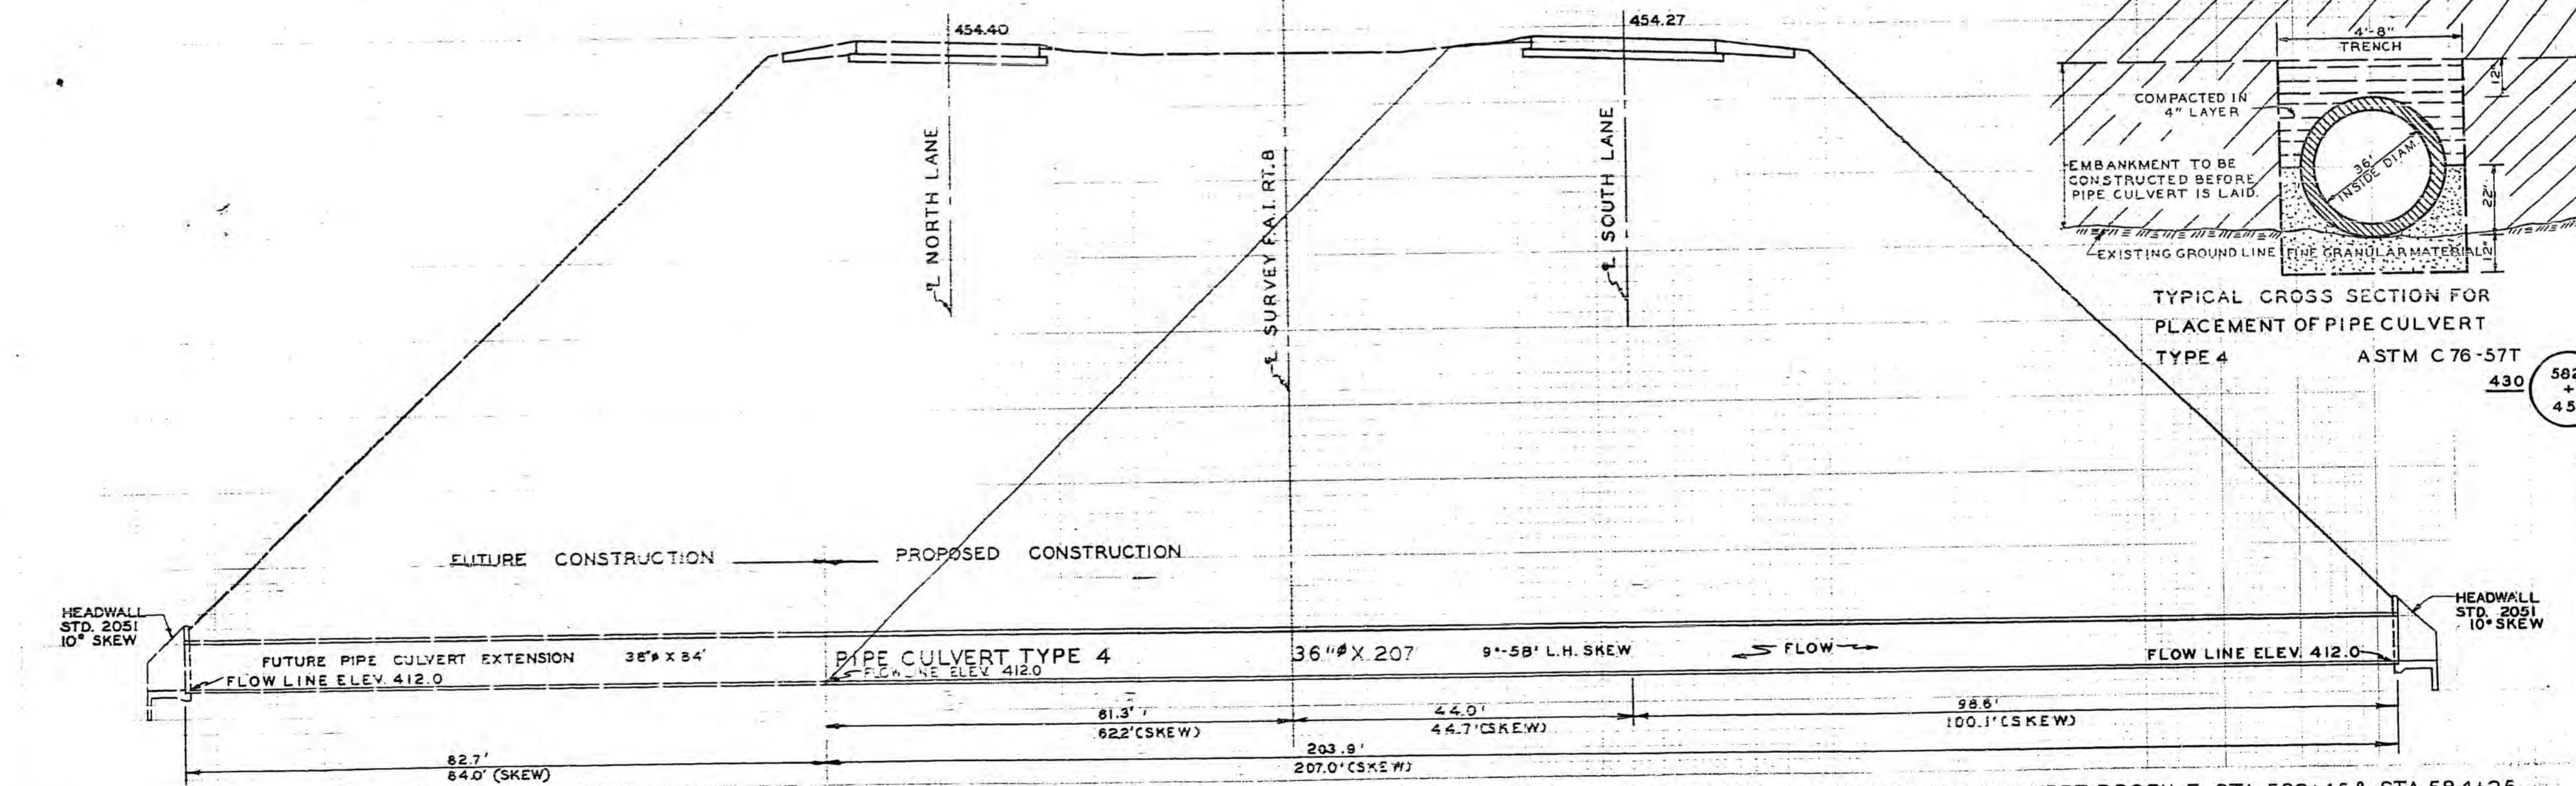 454.40
454.27
4'-8"
TRENCH
12"
COMPACTED IN
4" LAYER
36"
INSIDE DIAM.
EMBANKMENT TO BE
CONSTRUCTED BEFORE
PIPE CULVERT IS LAID.
22"
EXISTING GROUND LINE
FINE GRANULAR MATERIAL
12"
TYPICAL CROSS SECTION FOR
PLACEMENT OF PIPE CULVERT
TYPE 4 ASTM C 76-57T
430
582
+
45
℄ NORTH LANE
℄ SURVEY F.A.I. RT. 8
℄ SOUTH LANE
FUTURE CONSTRUCTION
PROPOSED CONSTRUCTION
HEADWALL
STD. 2051
10° SKEW
HEADWALL
STD. 2051
10° SKEW
FUTURE PIPE CULVERT EXTENSION 36"ø X 84'
FLOW LINE ELEV. 412.0
PIPE CULVERT TYPE 4 36"ø X 207
FLOW LINE ELEV. 412.0
9°-58' L.H. SKEW
FLOW
FLOW LINE ELEV. 412.0
61.3'
62.2' (SKEW)
44.0'
44.7' (SKEW)
98.6'
100.1' (SKEW)
82.7'
84.0' (SKEW)
203.9'
207.0' (SKEW)